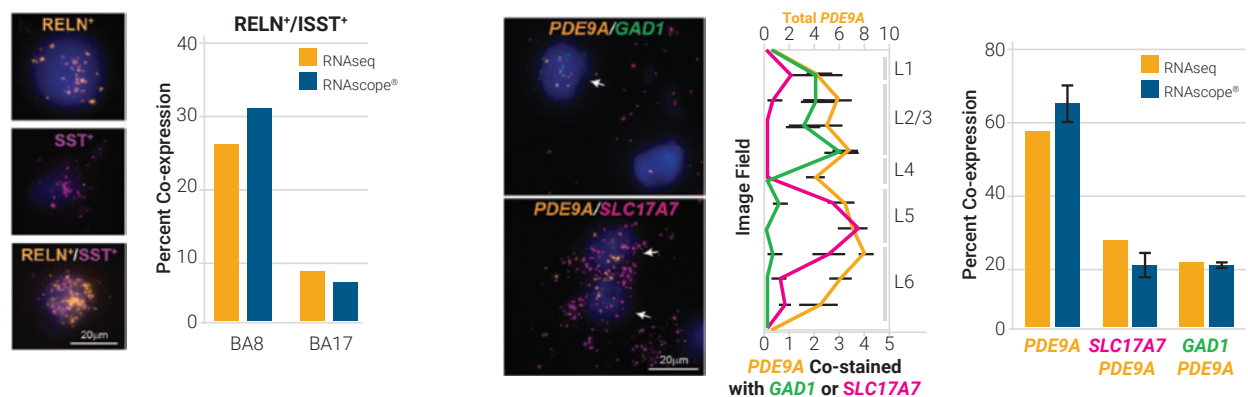 RELN⁺
SST⁺
RELN⁺/SST⁺
20μm
RELN⁺/ISST⁺
Percent Co-expression
40
30
20
10
0
RNAseq
RNAscope®
BA8
BA17
PDE9A/GAD1
PDE9A/SLC17A7
20μm
Total PDE9A
0 2 4 6 8 10
Image Field
L1
L2/3
L4
L5
L6
0 1 2 3 4 5
PDE9A Co-stained
with GAD1 or SLC17A7
Percent Co-expression
80
60
40
20
0
RNAseq
RNAscope®
PDE9A SLC17A7 GAD1
PDE9A PDE9A